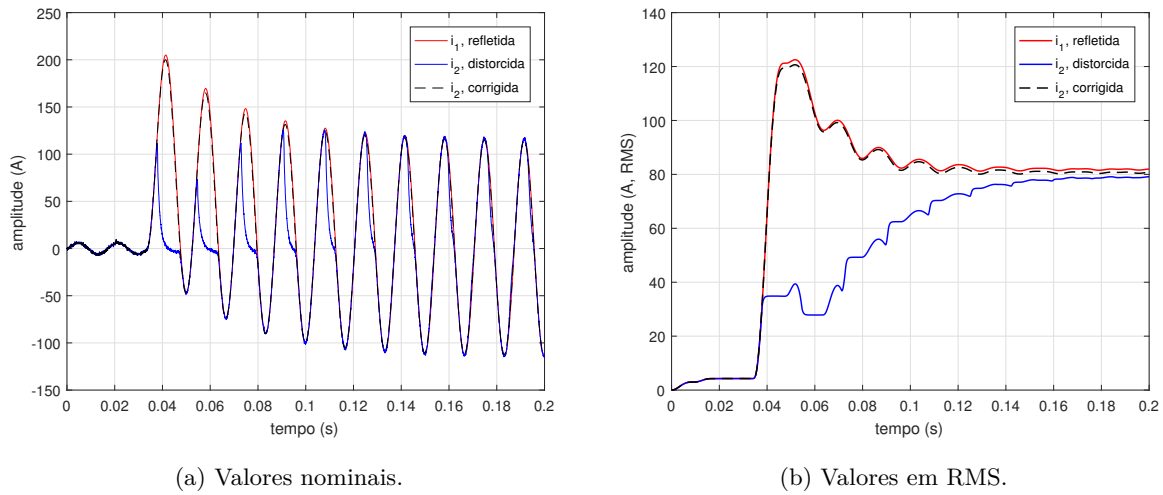 250
200
150
100
50
0
-50
-100
-150
0 0.02 0.04 0.06 0.08 0.1 0.12 0.14 0.16 0.18 0.2
amplitude (A)
tempo (s)
i1, refletida
i2, distorcida
i2, corrigida
(a) Valores nominais.
140
120
100
80
60
40
20
0
0 0.02 0.04 0.06 0.08 0.1 0.12 0.14 0.16 0.18 0.2
amplitude (A, RMS)
tempo (s)
i1, refletida
i2, distorcida
i2, corrigida
(b) Valores em RMS.